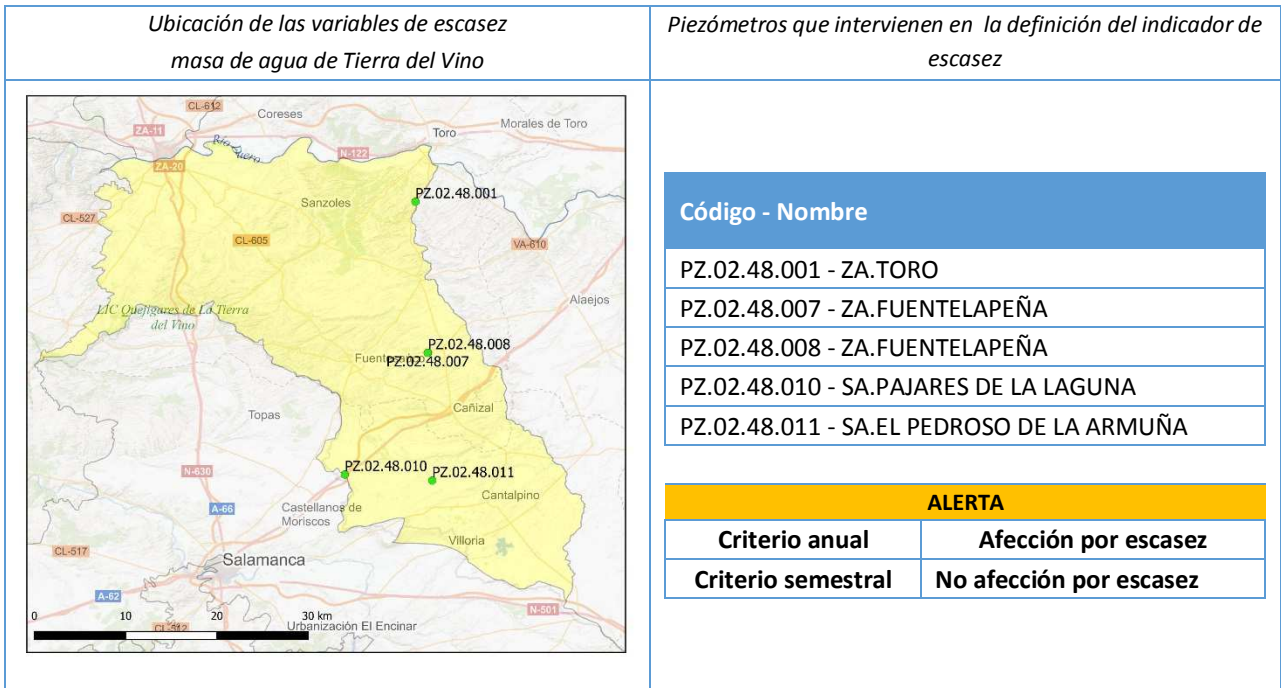 Ubicación de las variables de escasez
masa de agua de Tierra del Vino
Piezómetros que intervienen en la definición del indicador de
escasez
CL-612
Coreses
ZA-11
Morales de Toro
Toro
Río Duero
N-122
ZA-20
PZ.02.48.001
Sanzoles
CL-527
CL-605
VA-610
Alaejos
LIC Quejigares de La Tierra
del Vino
PZ.02.48.008
PZ.02.48.007
Cañizal
Topas
PZ.02.48.010
PZ.02.48.011
N-630
Cantalpino
A-66
Castellanos de
Moriscos
Villoria
CL-517
Salamanca
A-62
N-501
0 10 20 30 km
CL-512
Urbanización El Encinar
Código - Nombre
PZ.02.48.001 - ZA.TORO
PZ.02.48.007 - ZA.FUENTELAPEÑA
PZ.02.48.008 - ZA.FUENTELAPEÑA
PZ.02.48.010 - SA.PAJARES DE LA LAGUNA
PZ.02.48.011 - SA.EL PEDROSO DE LA ARMUÑA
ALERTA
Criterio anual Afección por escasez
Criterio semestral No afección por escasez